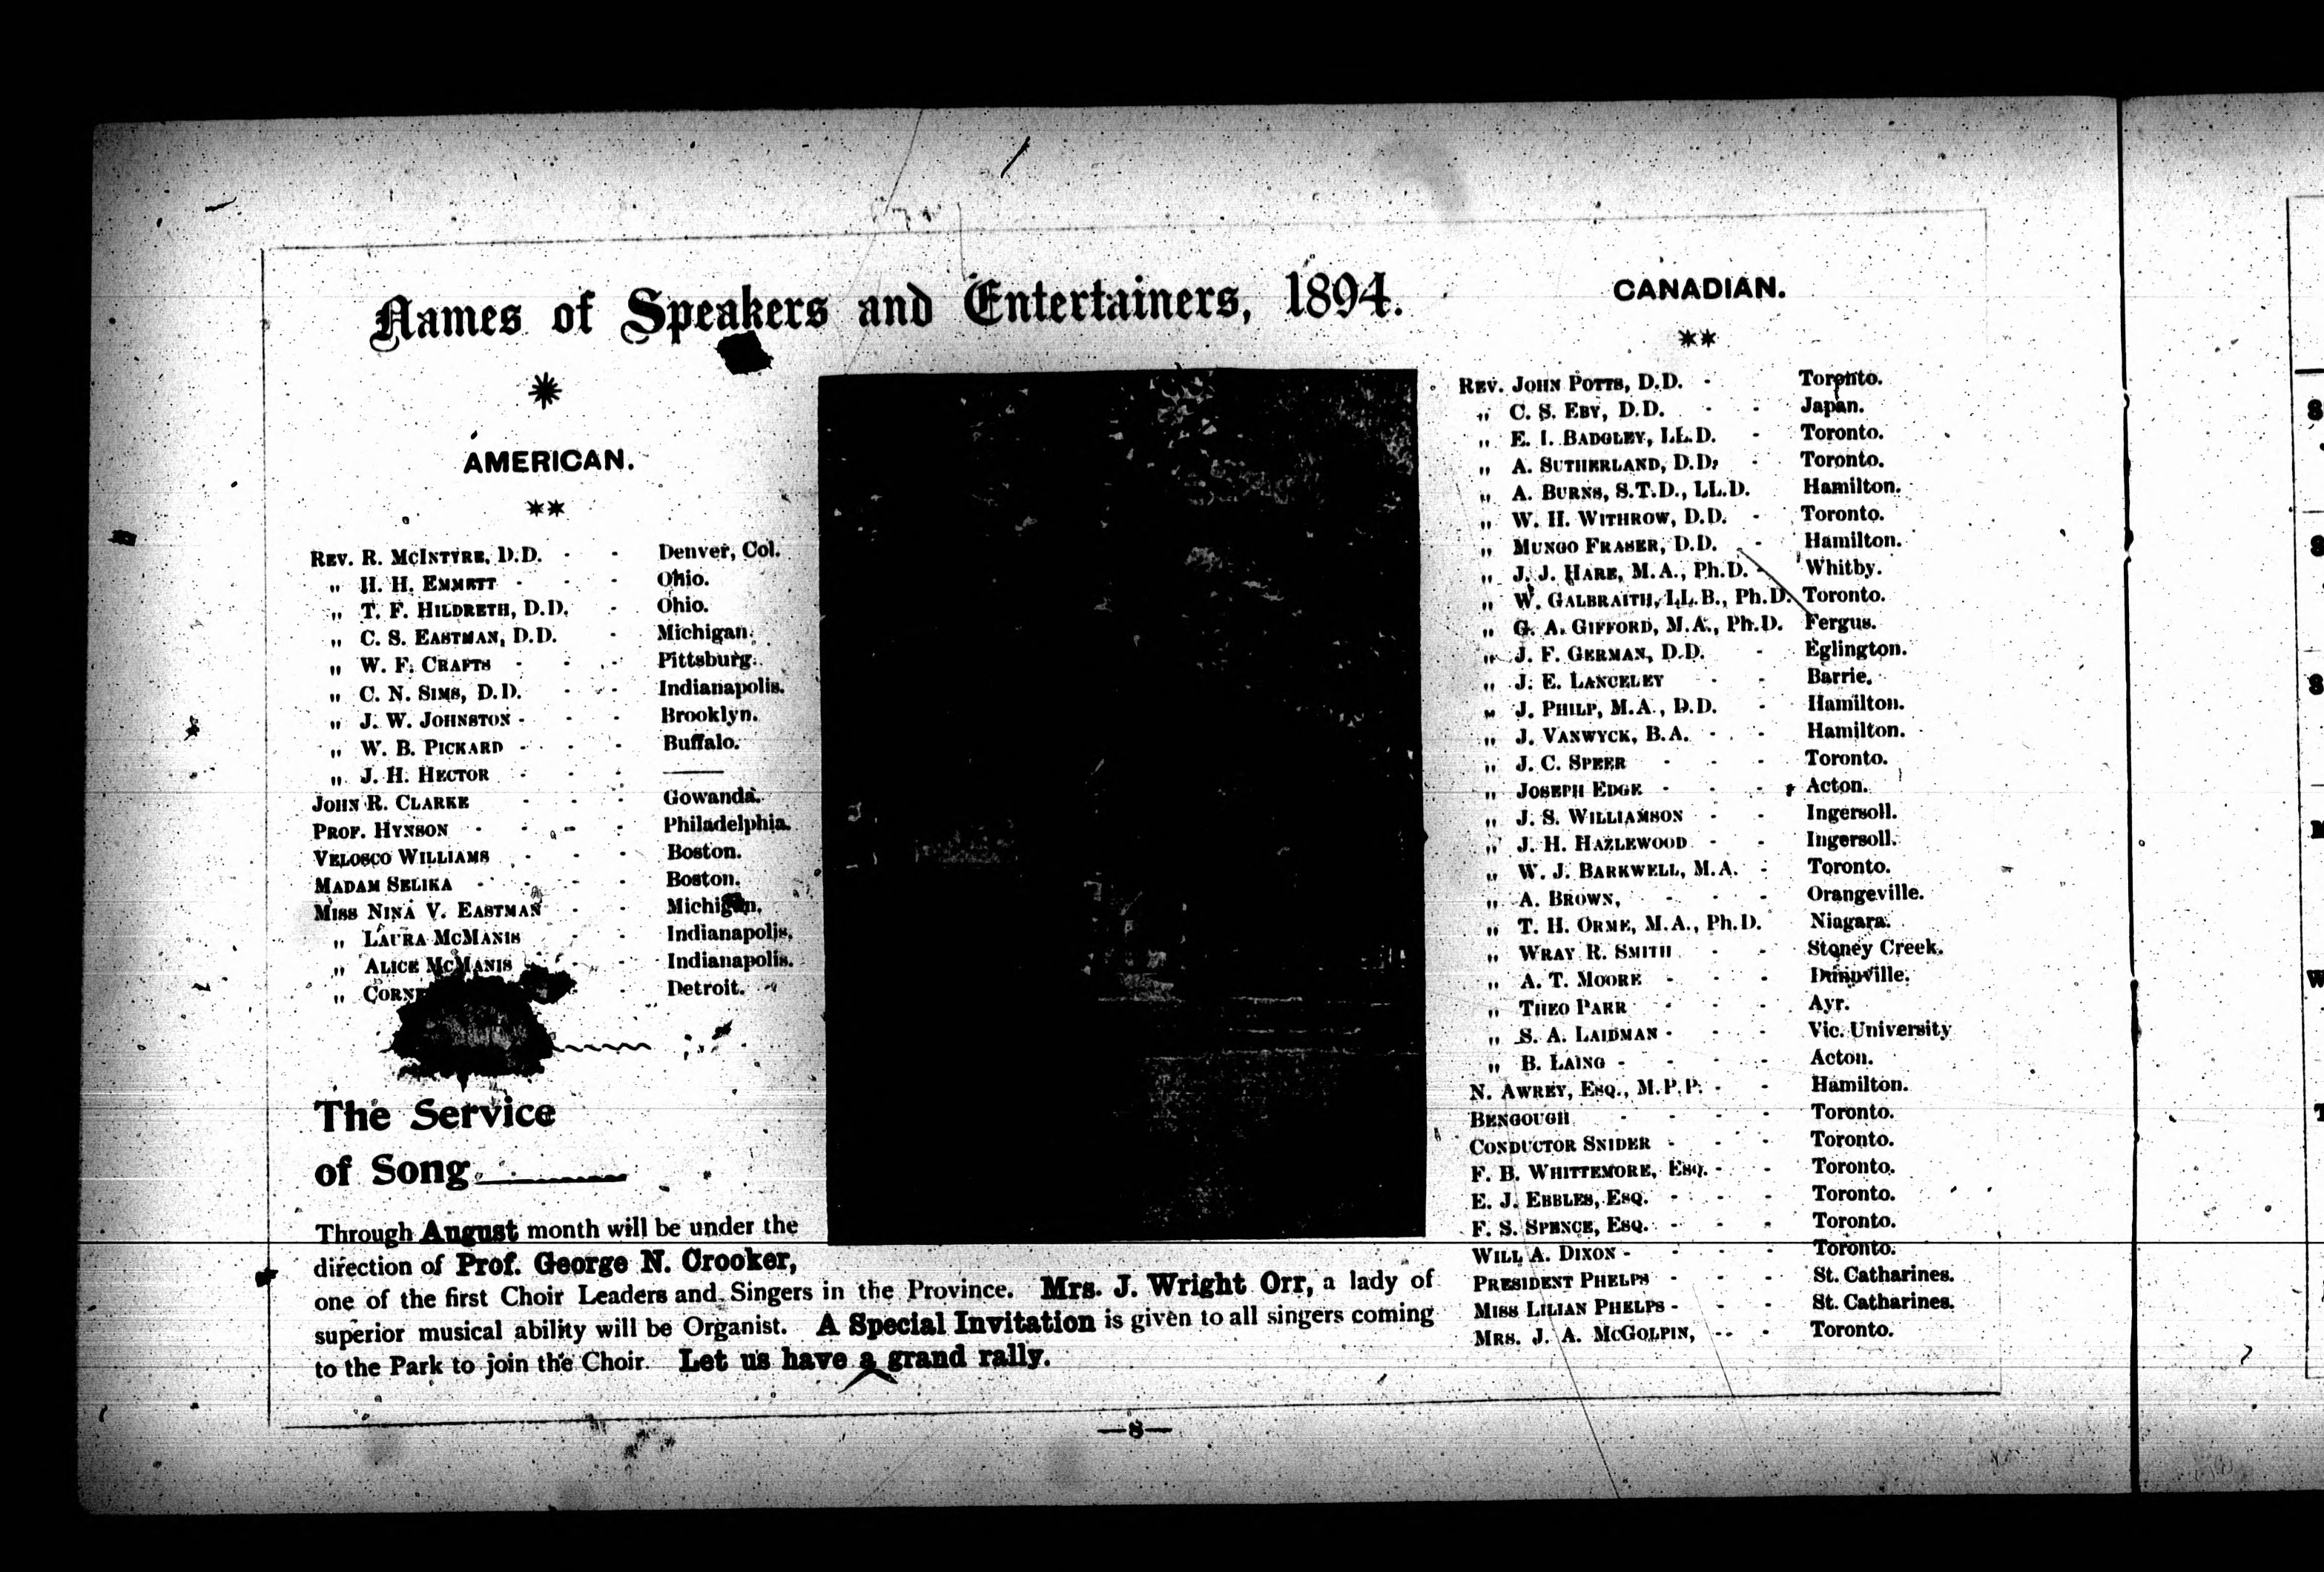 Names of Speakers and Entertainers, 1894.
AMERICAN.
REV. R. MCINTYRE, D.D. - - Denver, Col.
„ H. H. EMMETT - - - Ohio.
„ T. F. HILDRETH, D.D. - Ohio.
„ C. S. EASTMAN, D.D. - Michigan.
„ W. F. CRAFTS - - - Pittsburg.
„ C. N. SIMS, D.D. - - Indianapolis.
„ J. W. JOHNSTON - - - Brooklyn.
„ W. B. PICKARD - - - Buffalo.
„ J. H. HECTOR - - - ——
JOHN R. CLARKE - - - Gowanda.
PROF. HYNSON - - - - Philadelphia.
VELOSCO WILLIAMS - - - Boston.
MADAM SELIKA - - - - Boston.
MISS NINA V. EASTMAN - - Michigan.
„ LAURA MCMANIS - - Indianapolis.
„ ALICE MCMANIS - - Indianapolis.
„ - Detroit.
The Service
of Song
Through August month will be under the
direction of Prof. George N. Crooker,
one of the first Choir Leaders and Singers in the Province. Mrs. J. Wright Orr, a lady of
superior musical ability will be Organist. A Special Invitation is given to all singers coming
to the Park to join the Choir. Let us have a grand rally.
CANADIAN.
REV. JOHN POTTS, D.D. - Toronto.
„ C. S. EBY, D.D. - - Japan.
„ E. I. BADGLEY, LL.D. - Toronto.
„ A. SUTHERLAND, D.D. - Toronto.
„ A. BURNS, S.T.D., LL.D. Hamilton.
„ W. H. WITHROW, D.D. - Toronto.
„ MUNGO FRASER, D.D. - Hamilton.
„ J. J. HARE, M.A., Ph.D. - Whitby.
„ W. GALBRAITH, LL.B., Ph.D. Toronto.
„ G. A. GIFFORD, M.A., Ph.D. Fergus.
„ J. F. GERMAN, D.D. - Eglington.
„ J. E. LANCELEY - - Barrie.
„ J. PHILP, M.A., D.D. - Hamilton.
„ J. VANWYCK, B.A. - - Hamilton.
„ J. C. SPEER - - - Toronto.
„ JOSEPH EDGE - - - Acton.
„ J. S. WILLIAMSON - - Ingersoll.
„ J. H. HAZLEWOOD - - Ingersoll.
„ W. J. BARKWELL, M.A. - Toronto.
„ A. BROWN, - - - Orangeville.
„ T. H. ORME, M.A., Ph.D. Niagara.
„ WRAY R. SMITH - - Stoney Creek.
„ A. T. MOORE - - - Dunnville.
„ THEO PARR - - - Ayr.
„ S. A. LAIDMAN - - - Vic. University
„ B. LAING - - - - Acton.
N. AWREY, ESQ., M.P.P. - - Hamilton.
BENGOUGH - - - - Toronto.
CONDUCTOR SNIDER - - - Toronto.
F. B. WHITTEMORE, ESQ. - - Toronto.
E. J. EBBLES, ESQ. - - - Toronto.
F. S. SPENCE, ESQ. - - - Toronto.
WILL A. DIXON - - - - Toronto.
PRESIDENT PHELPS - - - St. Catharines.
MISS LILIAN PHELPS - - - St. Catharines.
MRS. J. A. MCGOLPIN, - - - Toronto.
—8—